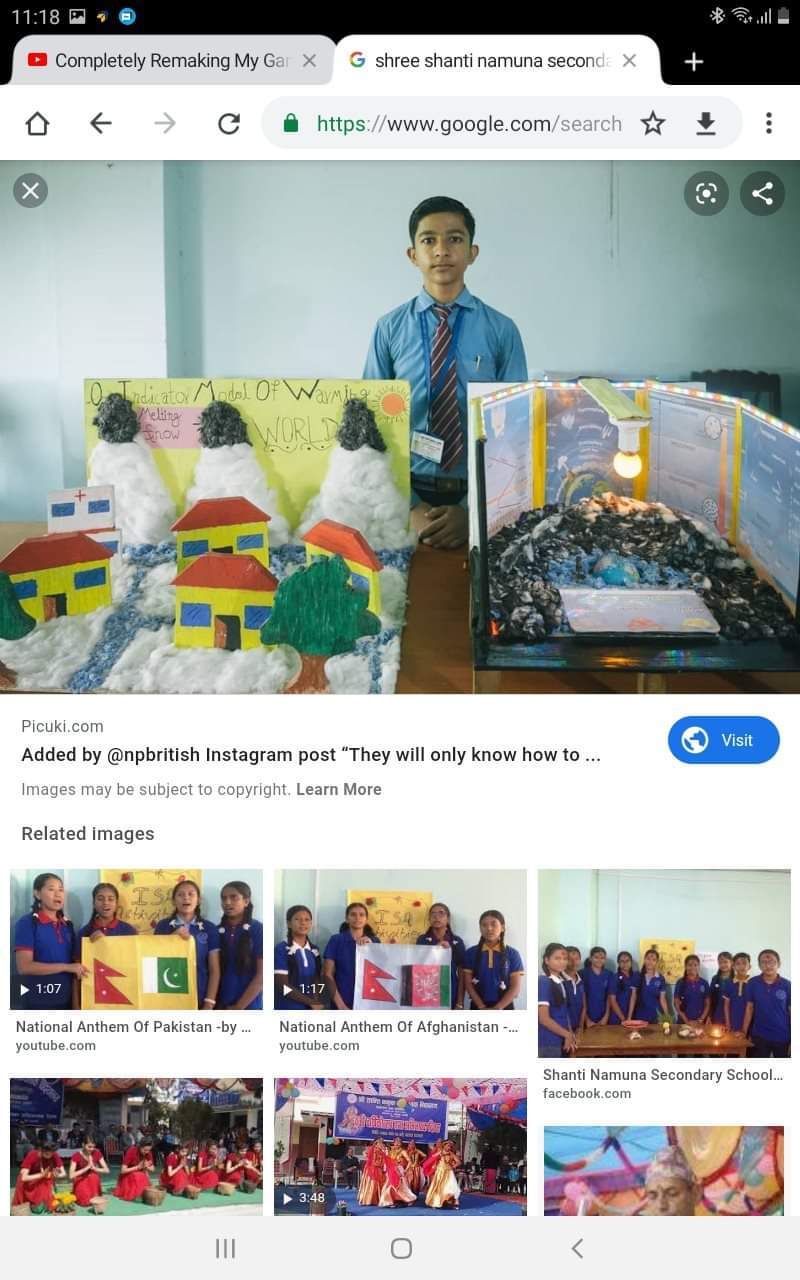 11:18
Completely Remaking My Gar
shree shanti namuna seconda
https://www.google.com/search
Indicator Modal Of Warming
Melting
Snow
WORLD
Picuki.com
Added by @npbritish Instagram post “They will only know how to ...
Visit
Images may be subject to copyright. Learn More
Related images
ISA
1:07
ISA
1:17
National Anthem Of Pakistan -by ...
youtube.com
National Anthem Of Afghanistan -...
youtube.com
Shanti Namuna Secondary School...
facebook.com
3:48